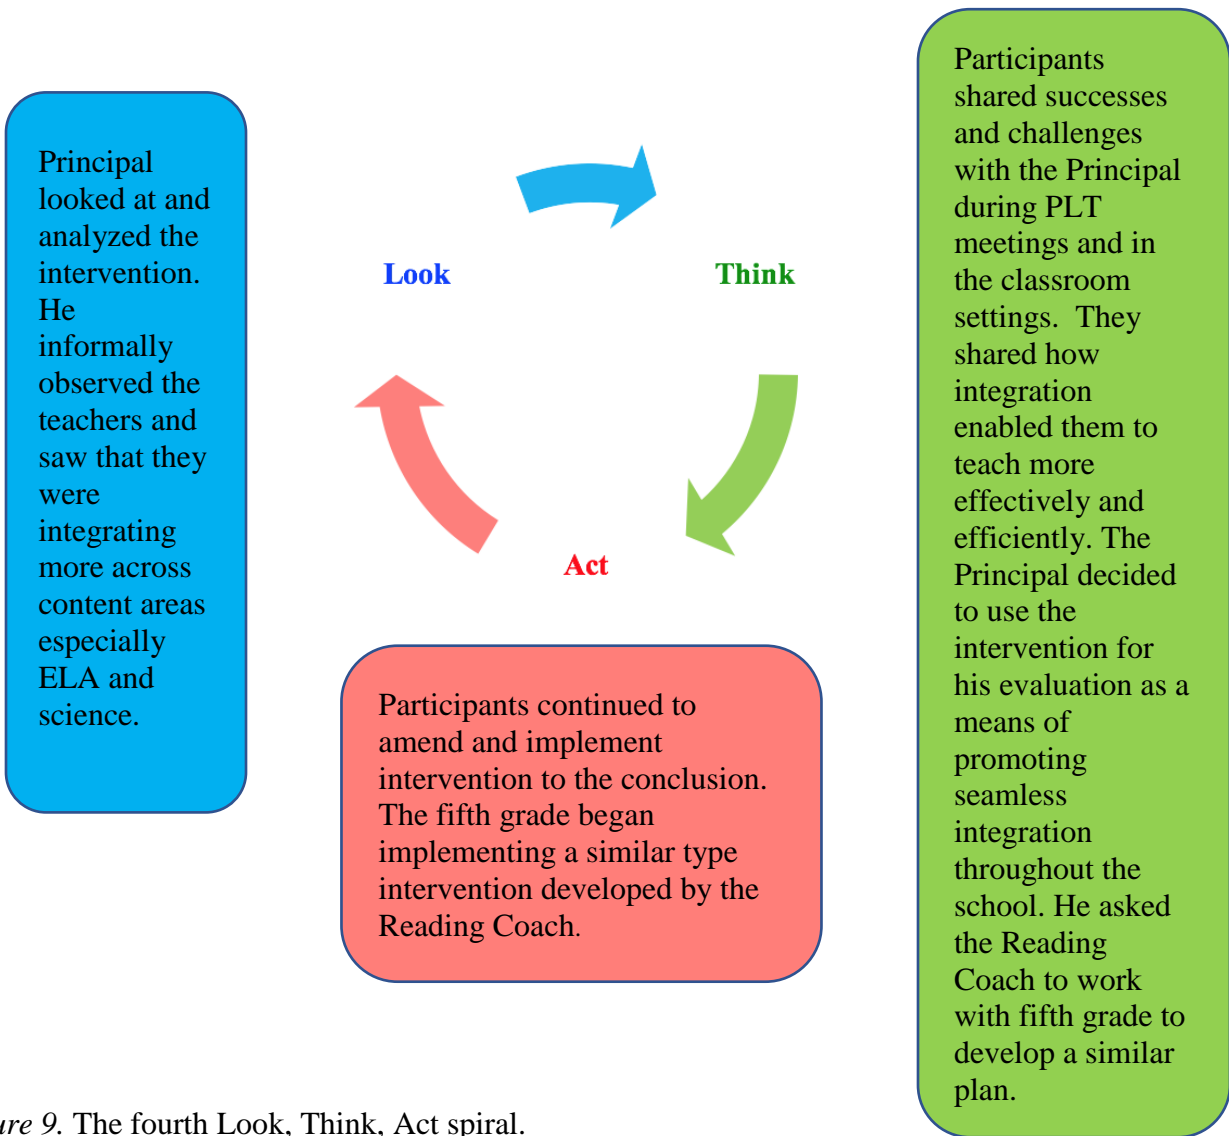 Principal
looked at and
analyzed the
intervention.
He
informally
observed the
teachers and
saw that they
were
integrating
more across
content areas
especially
ELA and
science.
Look
Think
Act
Participants
shared successes
and challenges
with the Principal
during PLT
meetings and in
the classroom
settings.  They
shared how
integration
enabled them to
teach more
effectively and
efficiently. The
Principal decided
to use the
intervention for
his evaluation as a
means of
promoting
seamless
integration
throughout the
school. He asked
the Reading
Coach to work
with fifth grade to
develop a similar
plan.
Participants continued to
amend and implement
intervention to the conclusion.
The fifth grade began
implementing a similar type
intervention developed by the
Reading Coach.
ure 9. The fourth Look, Think, Act spiral.